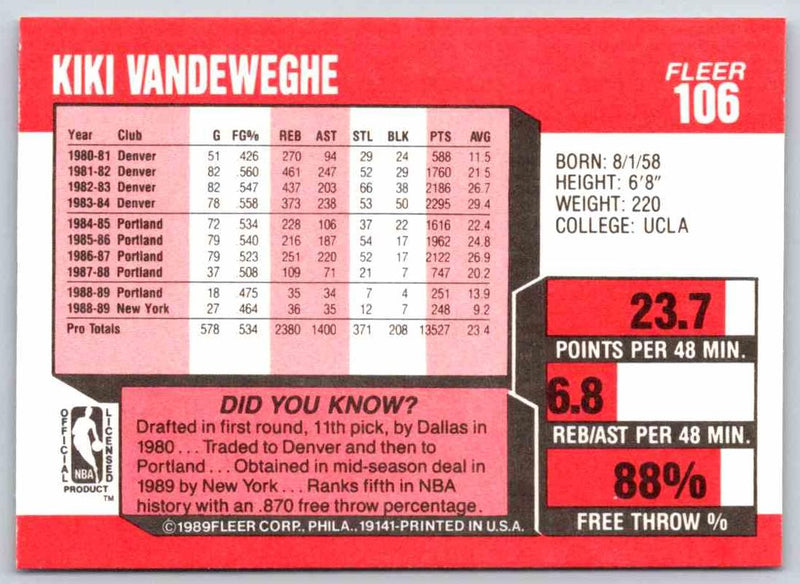 KIKI VANDEWEGHE
FLEER
106
Year Club G FG% REB AST STL BLK PTS AVG
1980-81 Denver 51 .426 270 94 29 24 588 11.5
1981-82 Denver 82 .560 461 247 52 29 1760 21.5
1982-83 Denver 82 .547 437 203 66 38 2186 26.7
1983-84 Denver 78 .558 373 238 53 50 2295 29.4
1984-85 Portland 72 .534 228 106 37 22 1616 22.4
1985-86 Portland 79 .540 216 187 54 17 1962 24.8
1986-87 Portland 79 .523 251 220 52 17 2122 26.9
1987-88 Portland 37 .508 109 71 21 7 747 20.2
1988-89 Portland 18 .475 35 34 7 4 251 13.9
1988-89 New York 27 .464 36 35 12 7 248 9.2
Pro Totals 578 .534 2380 1400 371 208 13527 23.4
BORN: 8/1/58
HEIGHT: 6'8"
WEIGHT: 220
COLLEGE: UCLA
23.7
POINTS PER 48 MIN.
6.8
REB/AST PER 48 MIN.
88%
FREE THROW %
OFFICIAL
LICENSED
NBA
PRODUCT
TM
DID YOU KNOW?
Drafted in first round, 11th pick, by Dallas in
1980 . . . Traded to Denver and then to
Portland . . . Obtained in mid-season deal in
1989 by New York . . . Ranks fifth in NBA
history with an .870 free throw percentage.
©1989 FLEER CORP., PHILA., 19141-PRINTED IN U.S.A.